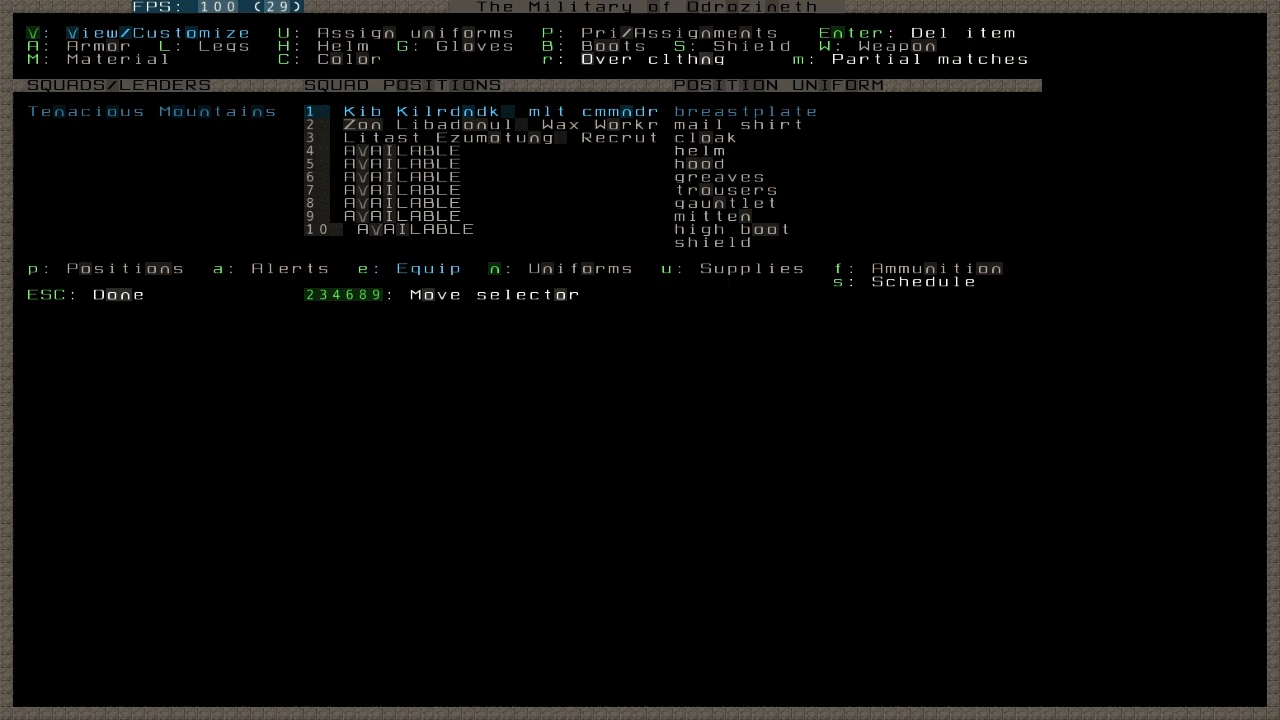 FPS: 100 (29) The Military of Odrozineth
V: View/Customize U: Assign uniforms P: Pri/Assignments Enter: Del item
A: Armor L: Legs H: Helm G: Gloves B: Boots S: Shield W: Weapon
M: Material C: Color r: Over clthng m: Partial matches
SQUADS/LEADERS SQUAD POSITIONS POSITION UNIFORM
Tenacious Mountains 1 Kib Kilrdndk mlt cmmndr breastplate
2 Zon Libadonul Wax Workr mail shirt
3 Litast Ezumotung Recrut cloak
4 AVAILABLE helm
5 AVAILABLE hood
6 AVAILABLE greaves
7 AVAILABLE trousers
8 AVAILABLE gauntlet
9 AVAILABLE mitten
10 AVAILABLE high boot
shield
p: Positions a: Alerts e: Equip n: Uniforms u: Supplies f: Ammunition
s: Schedule
ESC: Done 234689: Move selector